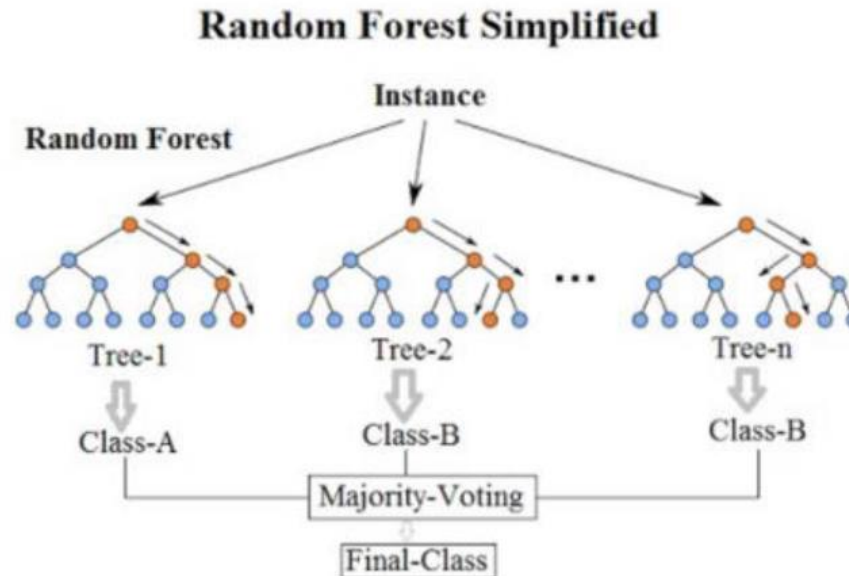 Random Forest Simplified
Instance
Random Forest
...
Tree-1
Tree-2
Tree-n
Class-A
Class-B
Class-B
Majority-Voting
Final-Class